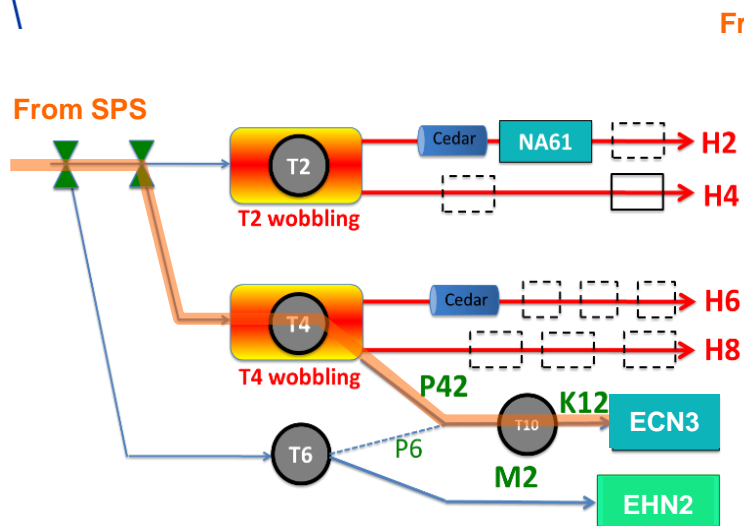 Fr
From SPS
Cedar
NA61
H2
T2
H4
T2 wobbling
Cedar
H6
T4
H8
T4 wobbling
P42
K12
T10
ECN3
P6
T6
M2
EHN2